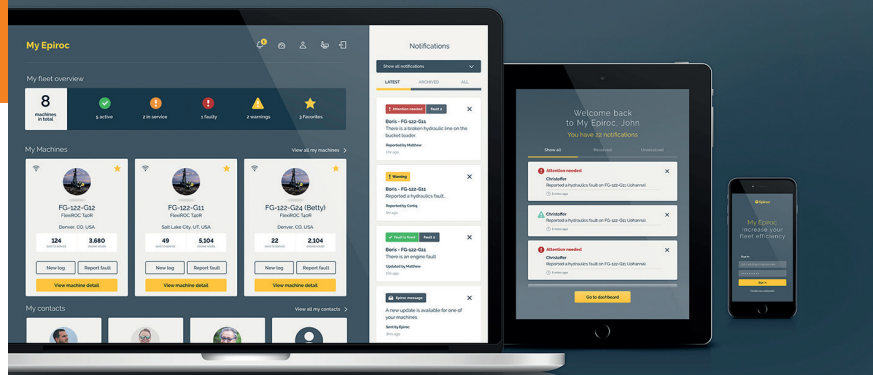 My Epiroc
My fleet overview
8
machines
in total
5 active
2 in service
1 faulty
2 warnings
3 Favorites
My Machines
View all my machines
FG-122-G12
FlexiROC T40R
Denver, CO, USA
124
3,680
New log
Report fault
View machine detail
FG-122-G11
FlexiROC T40R
Salt Lake City, UT, USA
49
5,104
New log
Report fault
View machine detail
FG-122-G24 (Betty)
FlexiROC T40R
Denver, CO, USA
22
2,104
New log
Report fault
View machine detail
My contacts
View all my contacts
Notifications
Show all notifications
LATEST
ARCHIVED
ALL
Attention needed
Fault 2
Boris - FG-122-G11
There is a broken hydraulic line on the
bucket loader.
Reported by Matthew
Warning
Boris - FG-122-G11
Reported a hydraulics fault.
Fault is fixed
Fault 2
Boris - FG-122-G11
There is an engine fault
Updated by Matthew
Epiroc message
A new update is available for one of
your machines
Sent by Epiroc
Welcome back
to My Epiroc, John
You have 22 notifications
Show all
Received
Attention needed
Christoffer
Reported a hydraulics fault on FG-122-G11 (Johanna).
Christoffer
Reported a hydraulics fault on FG-122-G11 (Johanna).
Attention needed
Christoffer
Reported a hydraulics fault on FG-122-G11 (Johanna).
Go to dashboard
Epiroc
My Epiroc
Increase your
fleet efficiency
Sign in